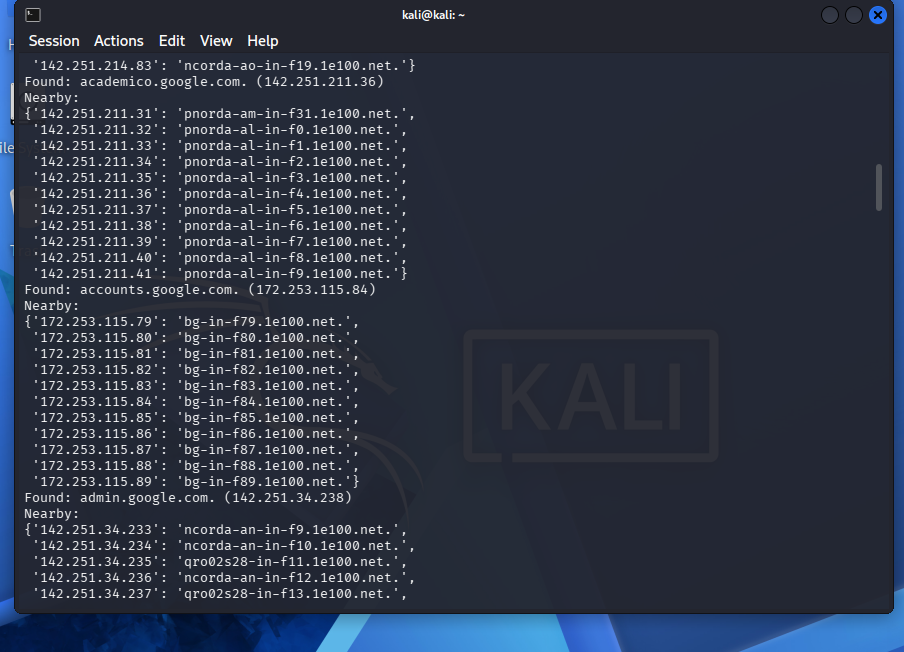 kali@kali: ~
Session Actions Edit View Help
'142.251.214.83': 'ncorda-ao-in-f19.1e100.net.'}
Found: academico.google.com. (142.251.211.36)
Nearby:
{'142.251.211.31': 'pnorda-am-in-f31.1e100.net.',
'142.251.211.32': 'pnorda-al-in-f0.1e100.net.',
'142.251.211.33': 'pnorda-al-in-f1.1e100.net.',
'142.251.211.34': 'pnorda-al-in-f2.1e100.net.',
'142.251.211.35': 'pnorda-al-in-f3.1e100.net.',
'142.251.211.36': 'pnorda-al-in-f4.1e100.net.',
'142.251.211.37': 'pnorda-al-in-f5.1e100.net.',
'142.251.211.38': 'pnorda-al-in-f6.1e100.net.',
'142.251.211.39': 'pnorda-al-in-f7.1e100.net.',
'142.251.211.40': 'pnorda-al-in-f8.1e100.net.',
'142.251.211.41': 'pnorda-al-in-f9.1e100.net.'}
Found: accounts.google.com. (172.253.115.84)
Nearby:
{'172.253.115.79': 'bg-in-f79.1e100.net.',
'172.253.115.80': 'bg-in-f80.1e100.net.',
'172.253.115.81': 'bg-in-f81.1e100.net.',
'172.253.115.82': 'bg-in-f82.1e100.net.',
'172.253.115.83': 'bg-in-f83.1e100.net.',
'172.253.115.84': 'bg-in-f84.1e100.net.',
'172.253.115.85': 'bg-in-f85.1e100.net.',
'172.253.115.86': 'bg-in-f86.1e100.net.',
'172.253.115.87': 'bg-in-f87.1e100.net.',
'172.253.115.88': 'bg-in-f88.1e100.net.',
'172.253.115.89': 'bg-in-f89.1e100.net.'}
Found: admin.google.com. (142.251.34.238)
Nearby:
{'142.251.34.233': 'ncorda-an-in-f9.1e100.net.',
'142.251.34.234': 'ncorda-an-in-f10.1e100.net.',
'142.251.34.235': 'qro02s28-in-f11.1e100.net.',
'142.251.34.236': 'ncorda-an-in-f12.1e100.net.',
'142.251.34.237': 'qro02s28-in-f13.1e100.net.',
KALI